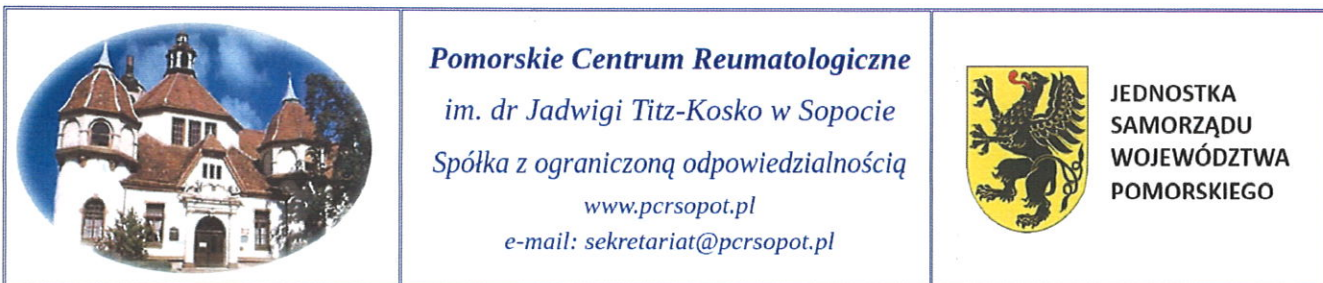 Pomorskie Centrum Reumatologiczne
im. dr Jadwigi Titz-Kosko w Sopocie
Spółka z ograniczoną odpowiedzialnością
www.pcrsopot.pl
e-mail: sekretariat@pcrsopot.pl
JEDNOSTKA
SAMORZĄDU
WOJEWÓDZTWA
POMORSKIEGO